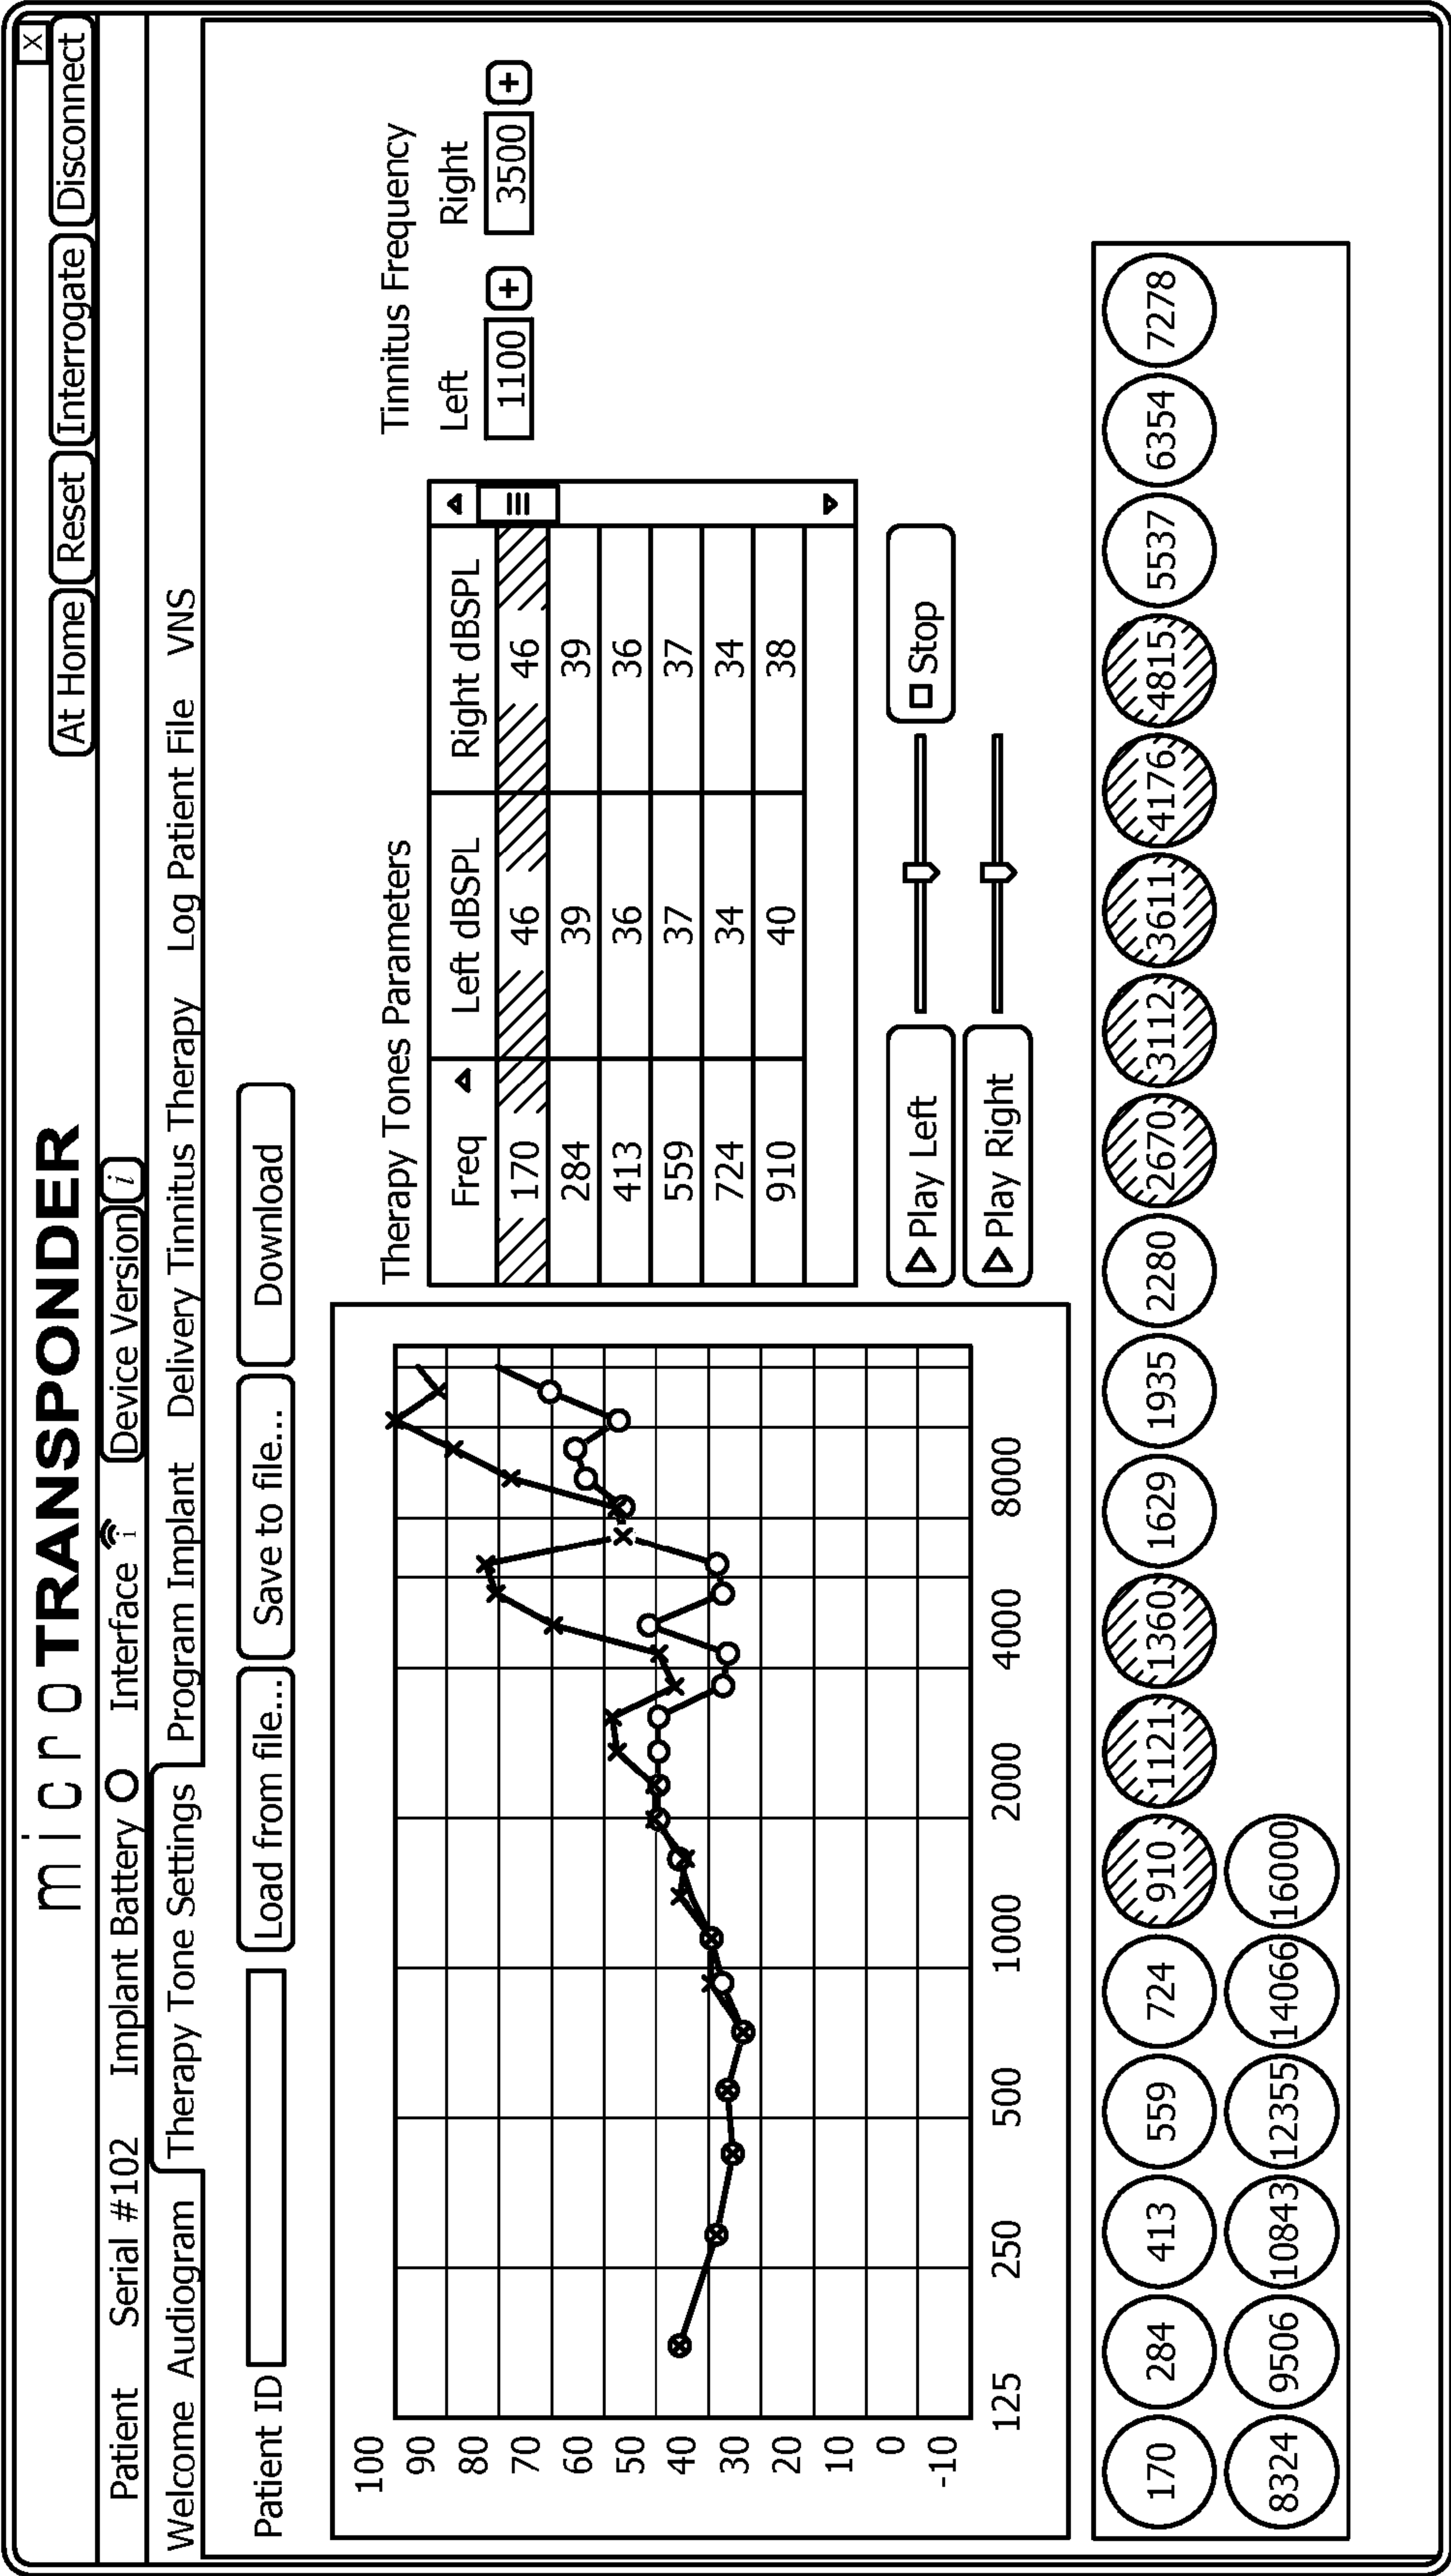 microTRANSPONDER
X
Patient Serial #102 Implant Battery Interface Device Version i At Home Reset Interrogate Disconnect
Welcome Audiogram Therapy Tone Settings Program Implant Delivery Tinnitus Therapy Log Patient File VNS
Patient ID Load from file... Save to file... Download
Therapy Tones Parameters
Freq Left dBSPL Right dBSPL
170 46 46
284 39 39
413 36 36
559 37 37
724 34 34
910 40 38
Tinnitus Frequency
Left Right
1100 + 3500 +
Play Left Stop
Play Right
100
90
80
70
60
50
40
30
20
10
0
-10
125 250 500 1000 2000 4000 8000
170 284 413 559 724 910 1121 1360 1629 1935 2280 2670 3112 3611 4176 4815 5537 6354 7278
8324 9506 10843 12355 14066 16000